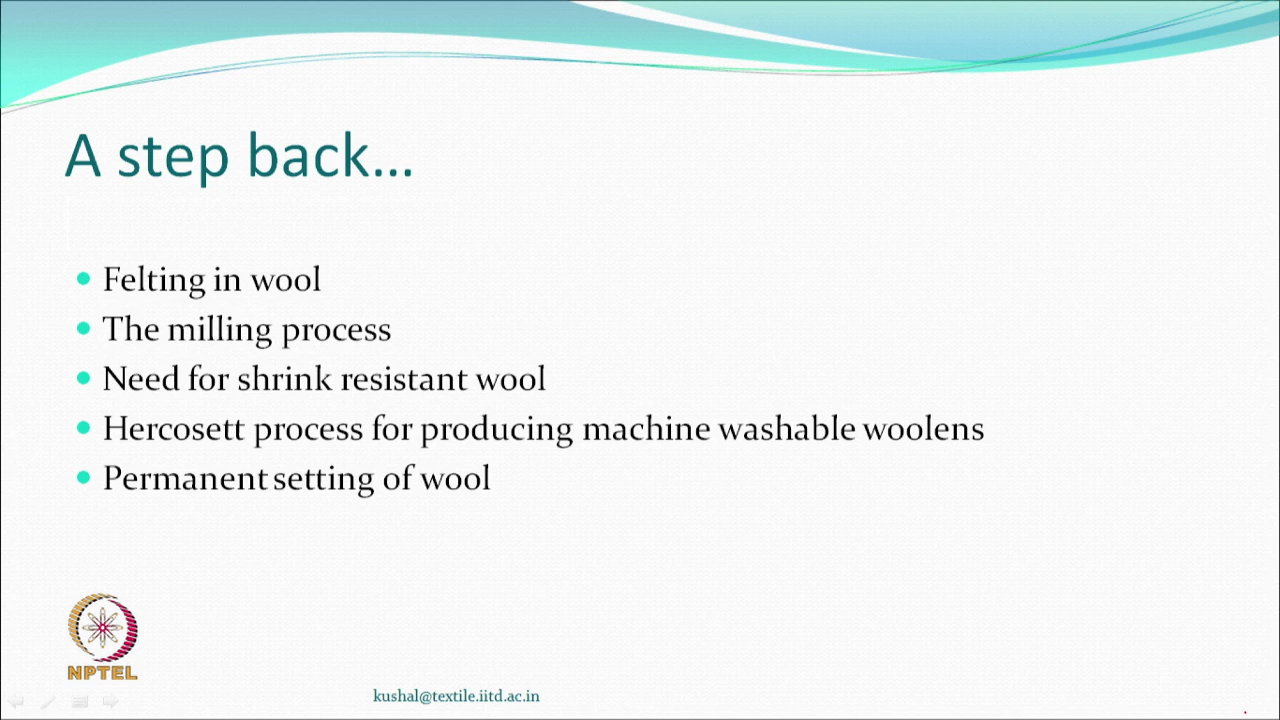 A step back...
Felting in wool
The milling process
Need for shrink resistant wool
Hercosett process for producing machine washable woolens
Permanent setting of wool
NPTEL
kushal@textile.iitd.ac.in